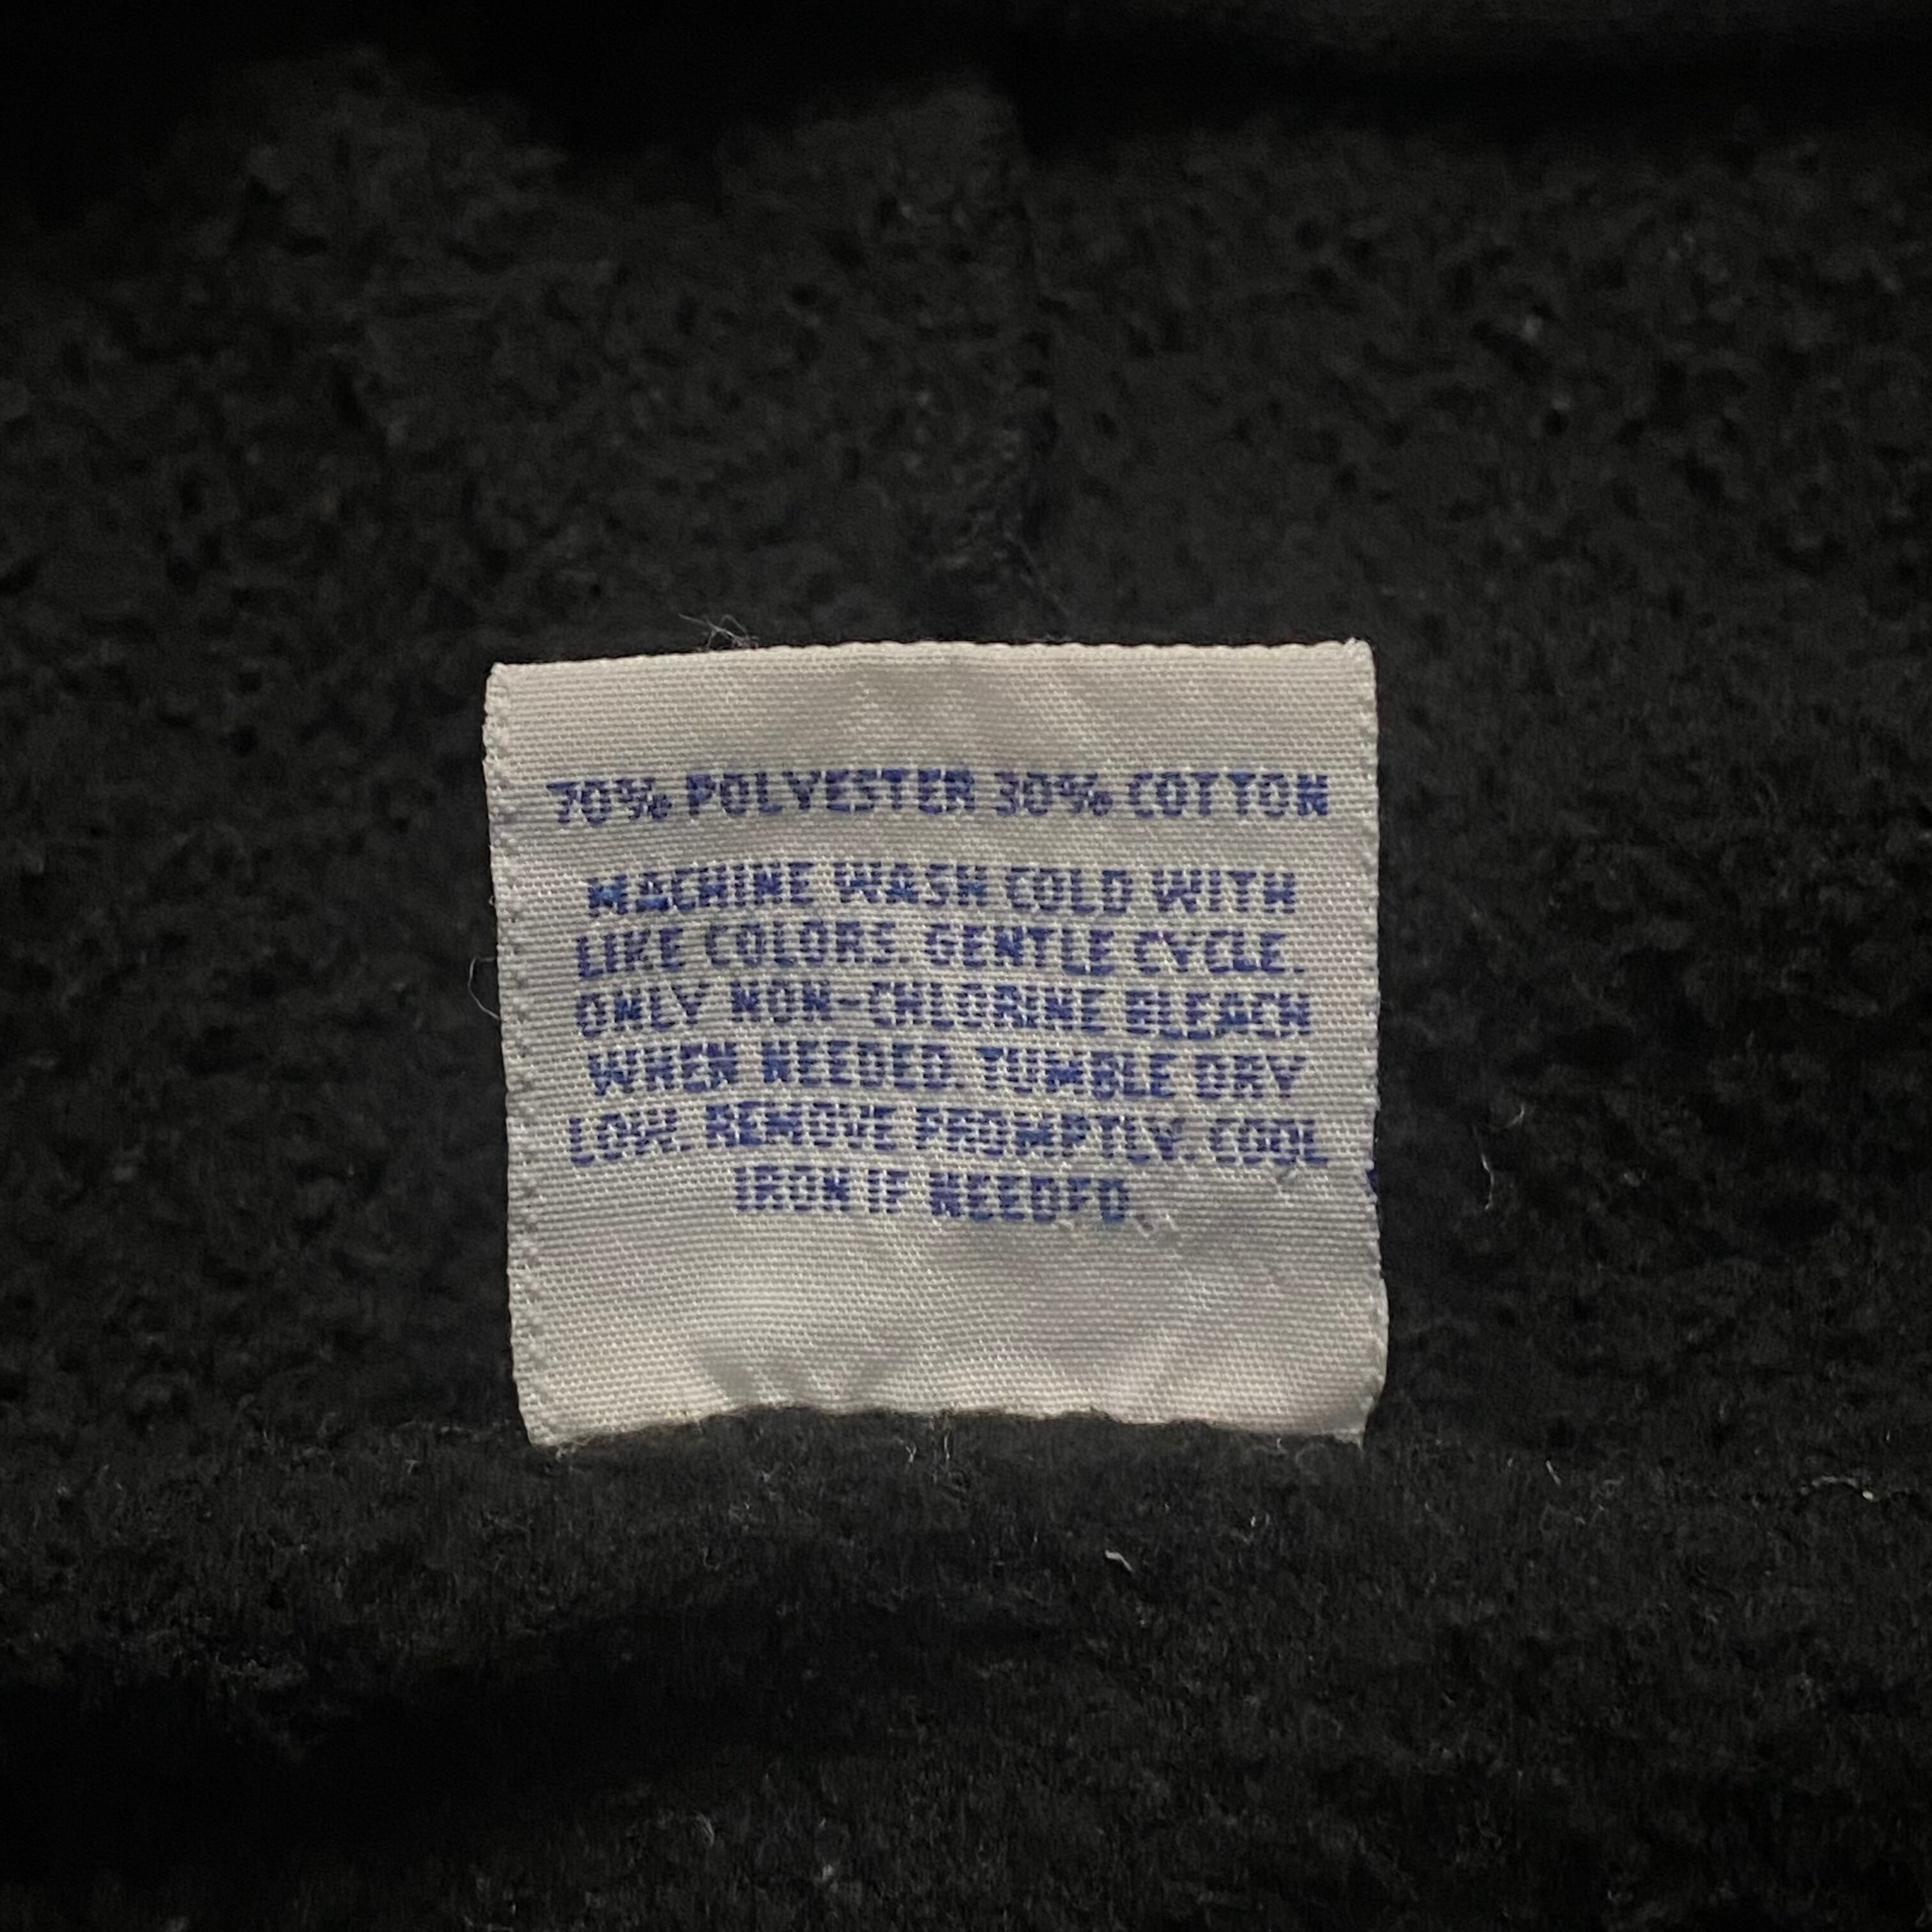 70% POLYESTER 30% COTTON
MACHINE WASH COLD WITH
LIKE COLORS. GENTLE CYCLE.
ONLY NON-CHLORINE BLEACH
WHEN NEEDED. TUMBLE DRY
LOW. REMOVE PROMPTLY. COOL
IRON IF NEEDED.